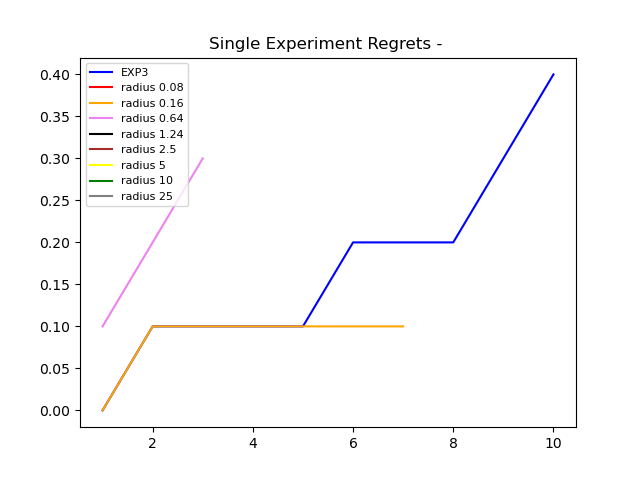 Single Experiment Regrets -
0.40
0.35
0.30
0.25
0.20
0.15
0.10
0.05
0.00
EXP3
radius 0.08
radius 0.16
radius 0.64
radius 1.24
radius 2.5
radius 5
radius 10
radius 25
2 4 6 8 10